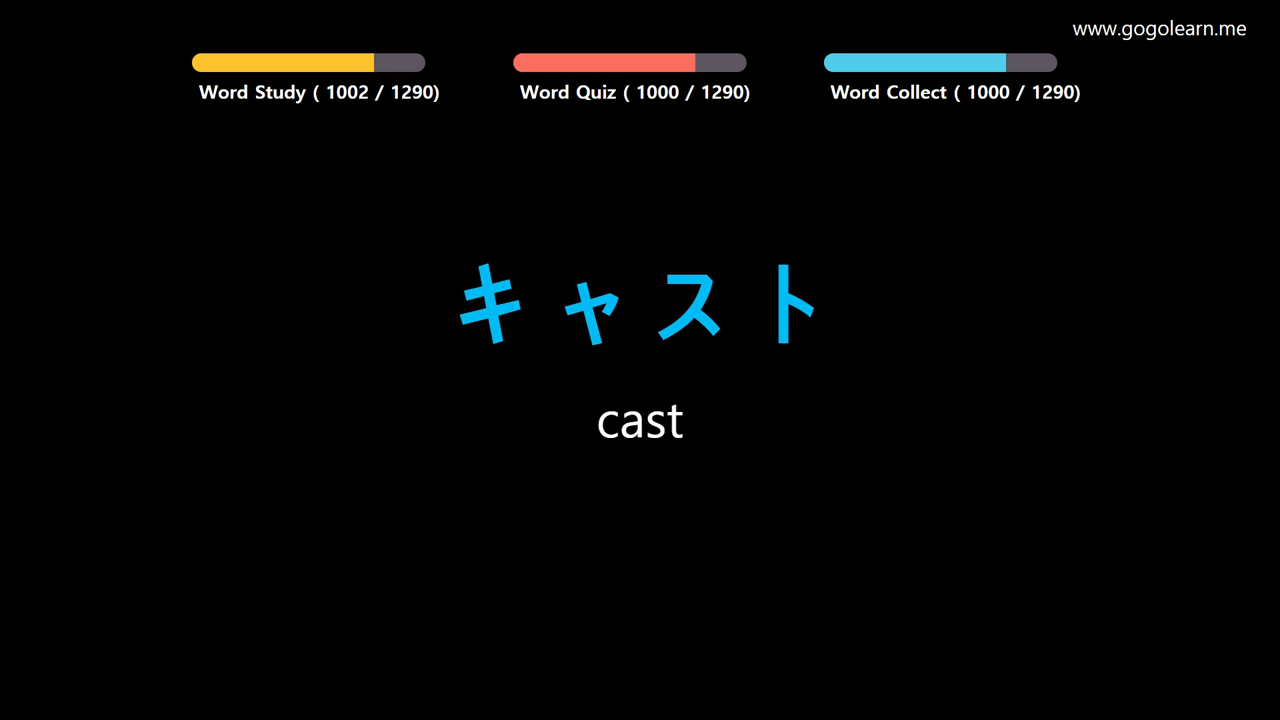 www.gogolearn.me
Word Study ( 1002 / 1290)
Word Quiz ( 1000 / 1290)
Word Collect ( 1000 / 1290)
キャスト
cast